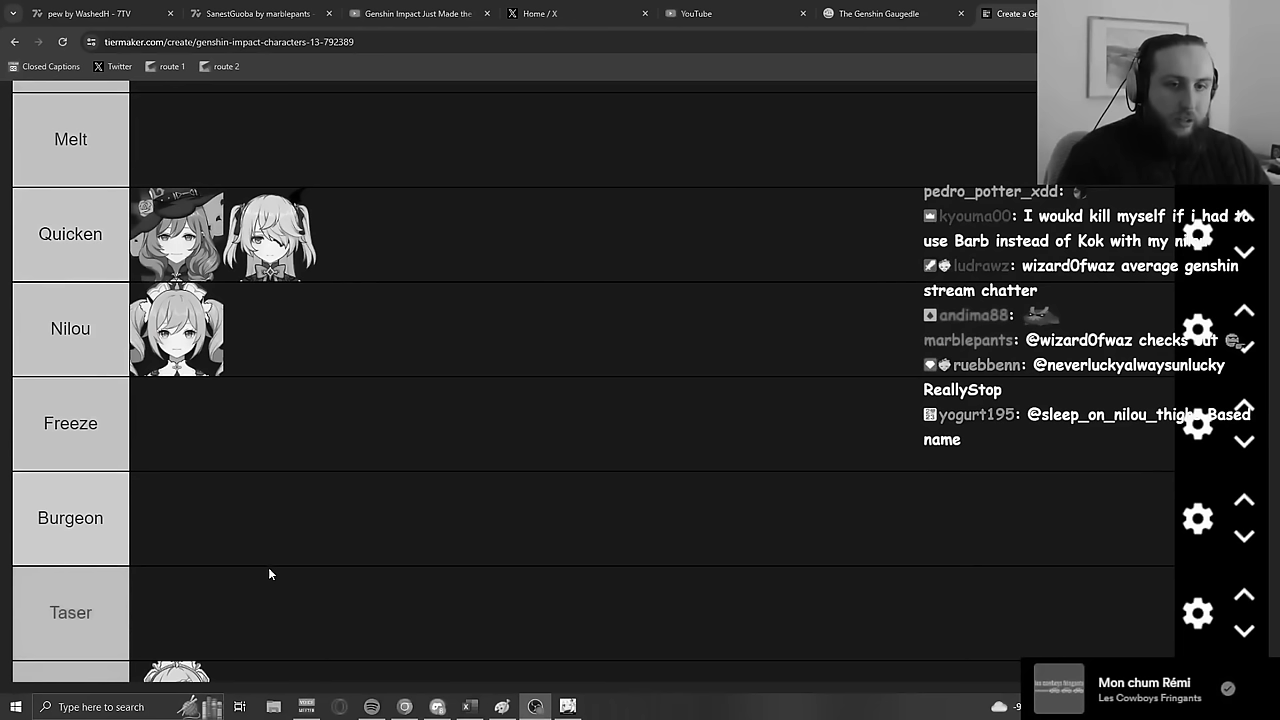 pew by WashedH - 7TV
SanestGuoba by marblepants -
Genshin Impact Just Made the
Home / X
YouTube
The Genshin Gaugedle
Create a Ge
tiermaker.com/create/genshin-impact-characters-13-792389
Closed Captions
Twitter
route 1
route 2
Melt
Quicken
Nilou
Freeze
Burgeon
Taser
pedro_potter_xdd:
kyouma00: I woukd kill myself if i had to
use Barb instead of Kok with my
ludrawz: wizard0fwaz average genshin
stream chatter
andima88:
marblepants: @wizard0fwaz checks out
ruebbenn: @neverluckyalwaysunlucky
ReallyStop
yogurt195: @sleep_on_nilou_thighs Based
name
Mon chum Rémi
Les Cowboys Fringants
Type here to search